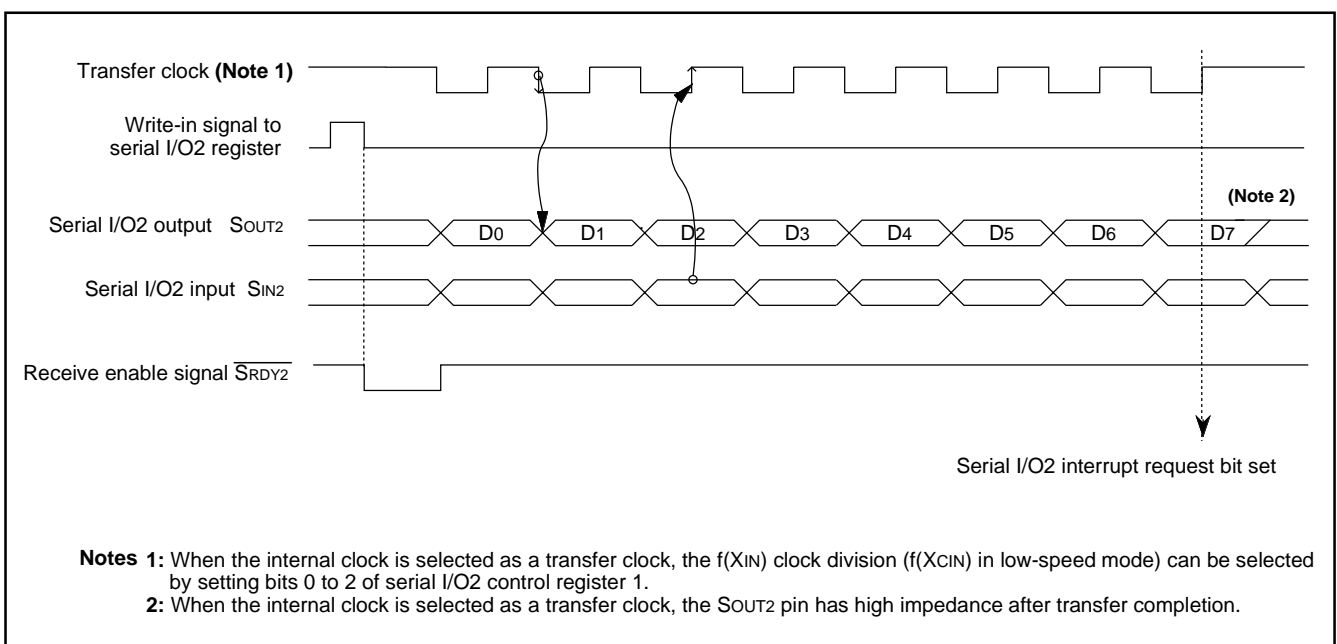 Transfer clock (Note 1)
Write-in signal to
serial I/O2 register
(Note 2)
Serial I/O2 output SOUT2
D0 D1 D2 D3 D4 D5 D6 D7
Serial I/O2 input SIN2
Receive enable signal SRDY2
Serial I/O2 interrupt request bit set
Notes 1: When the internal clock is selected as a transfer clock, the f(XIN) clock division (f(XCIN) in low-speed mode) can be selected
by setting bits 0 to 2 of serial I/O2 control register 1.
2: When the internal clock is selected as a transfer clock, the SOUT2 pin has high impedance after transfer completion.